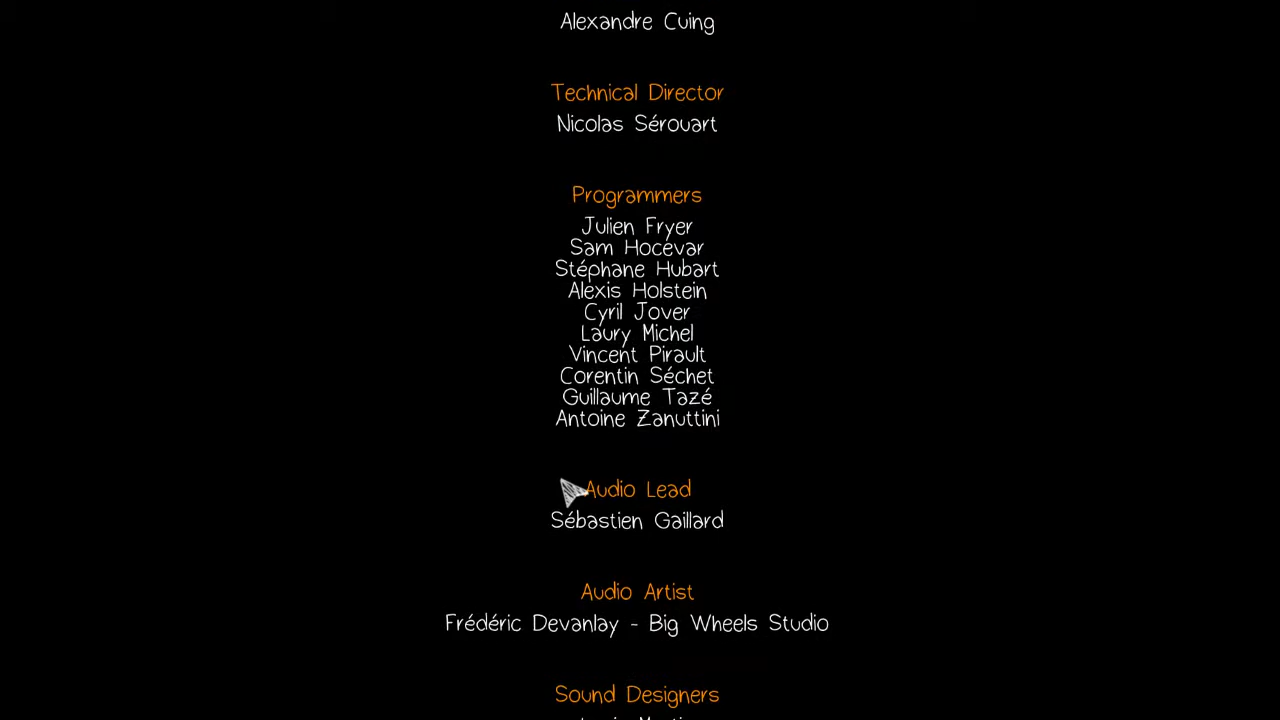 Alexandre Cuing
Technical Director
Nicolas Sérouart
Programmers
Julien Fryer
Sam Hocevar
Stéphane Hubart
Alexis Holstein
Cyril Jover
Laury Michel
Vincent Pirault
Corentin Séchet
Guillaume Tazé
Antoine Zanuttini
Audio Lead
Sébastien Gaillard
Audio Artist
Frédéric Devanlay - Big Wheels Studio
Sound Designers